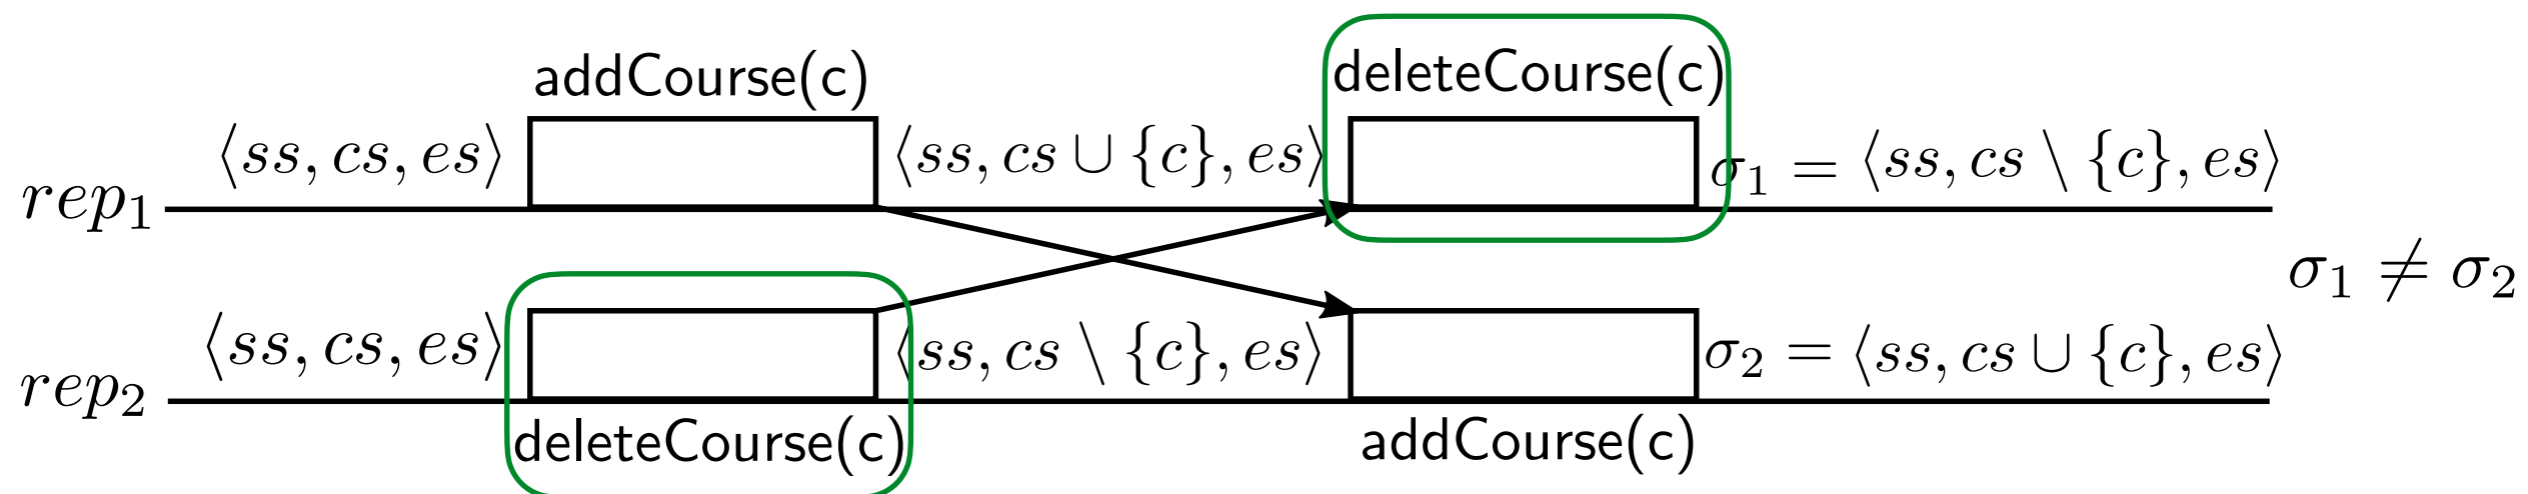 addCourse(c) deleteCourse(c)
⟨ss, cs, es⟩ ⟨ss, cs ∪ {c}, es⟩ σ₁ = ⟨ss, cs \ {c}, es⟩
rep₁
σ₁ ≠ σ₂
⟨ss, cs, es⟩ ⟨ss, cs \ {c}, es⟩ σ₂ = ⟨ss, cs ∪ {c}, es⟩
rep₂
deleteCourse(c) addCourse(c)